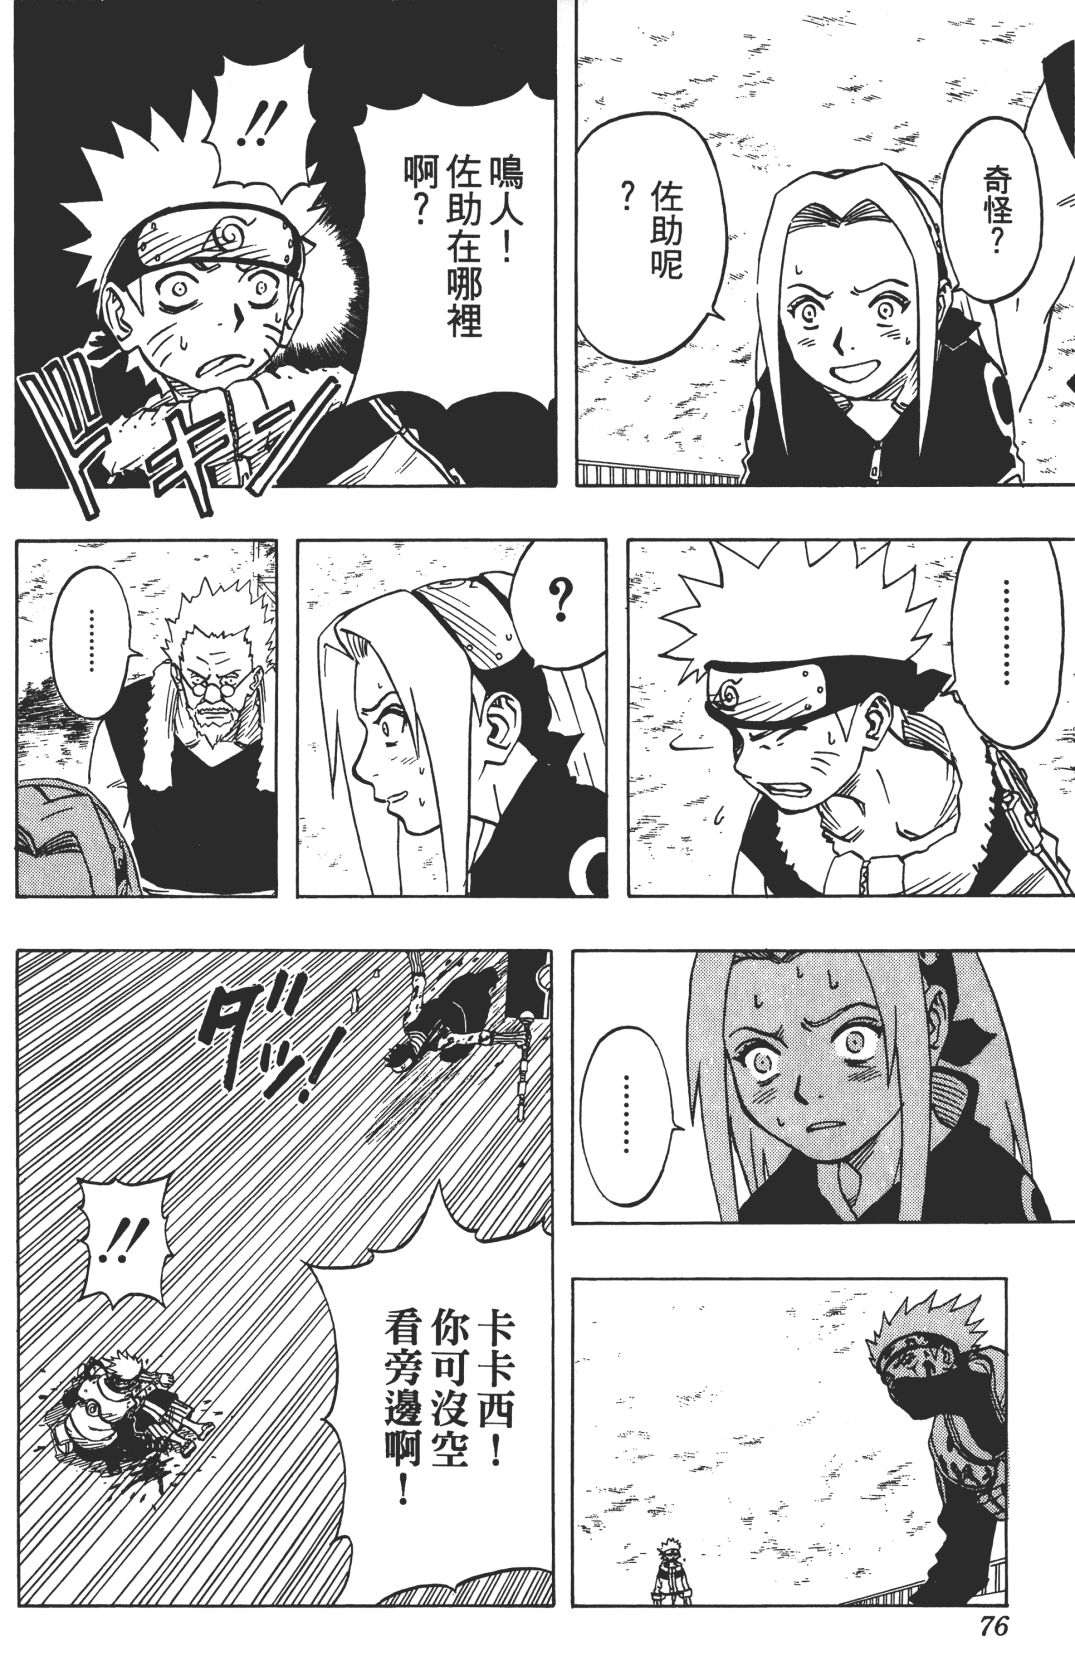 奇怪？
佐助呢
？
鳴人！
佐助在哪裡
啊？
!!
ドキン
…………
？
…………
…………
卡卡西！
你可沒空
看旁邊啊！
ダッ！
!!
76